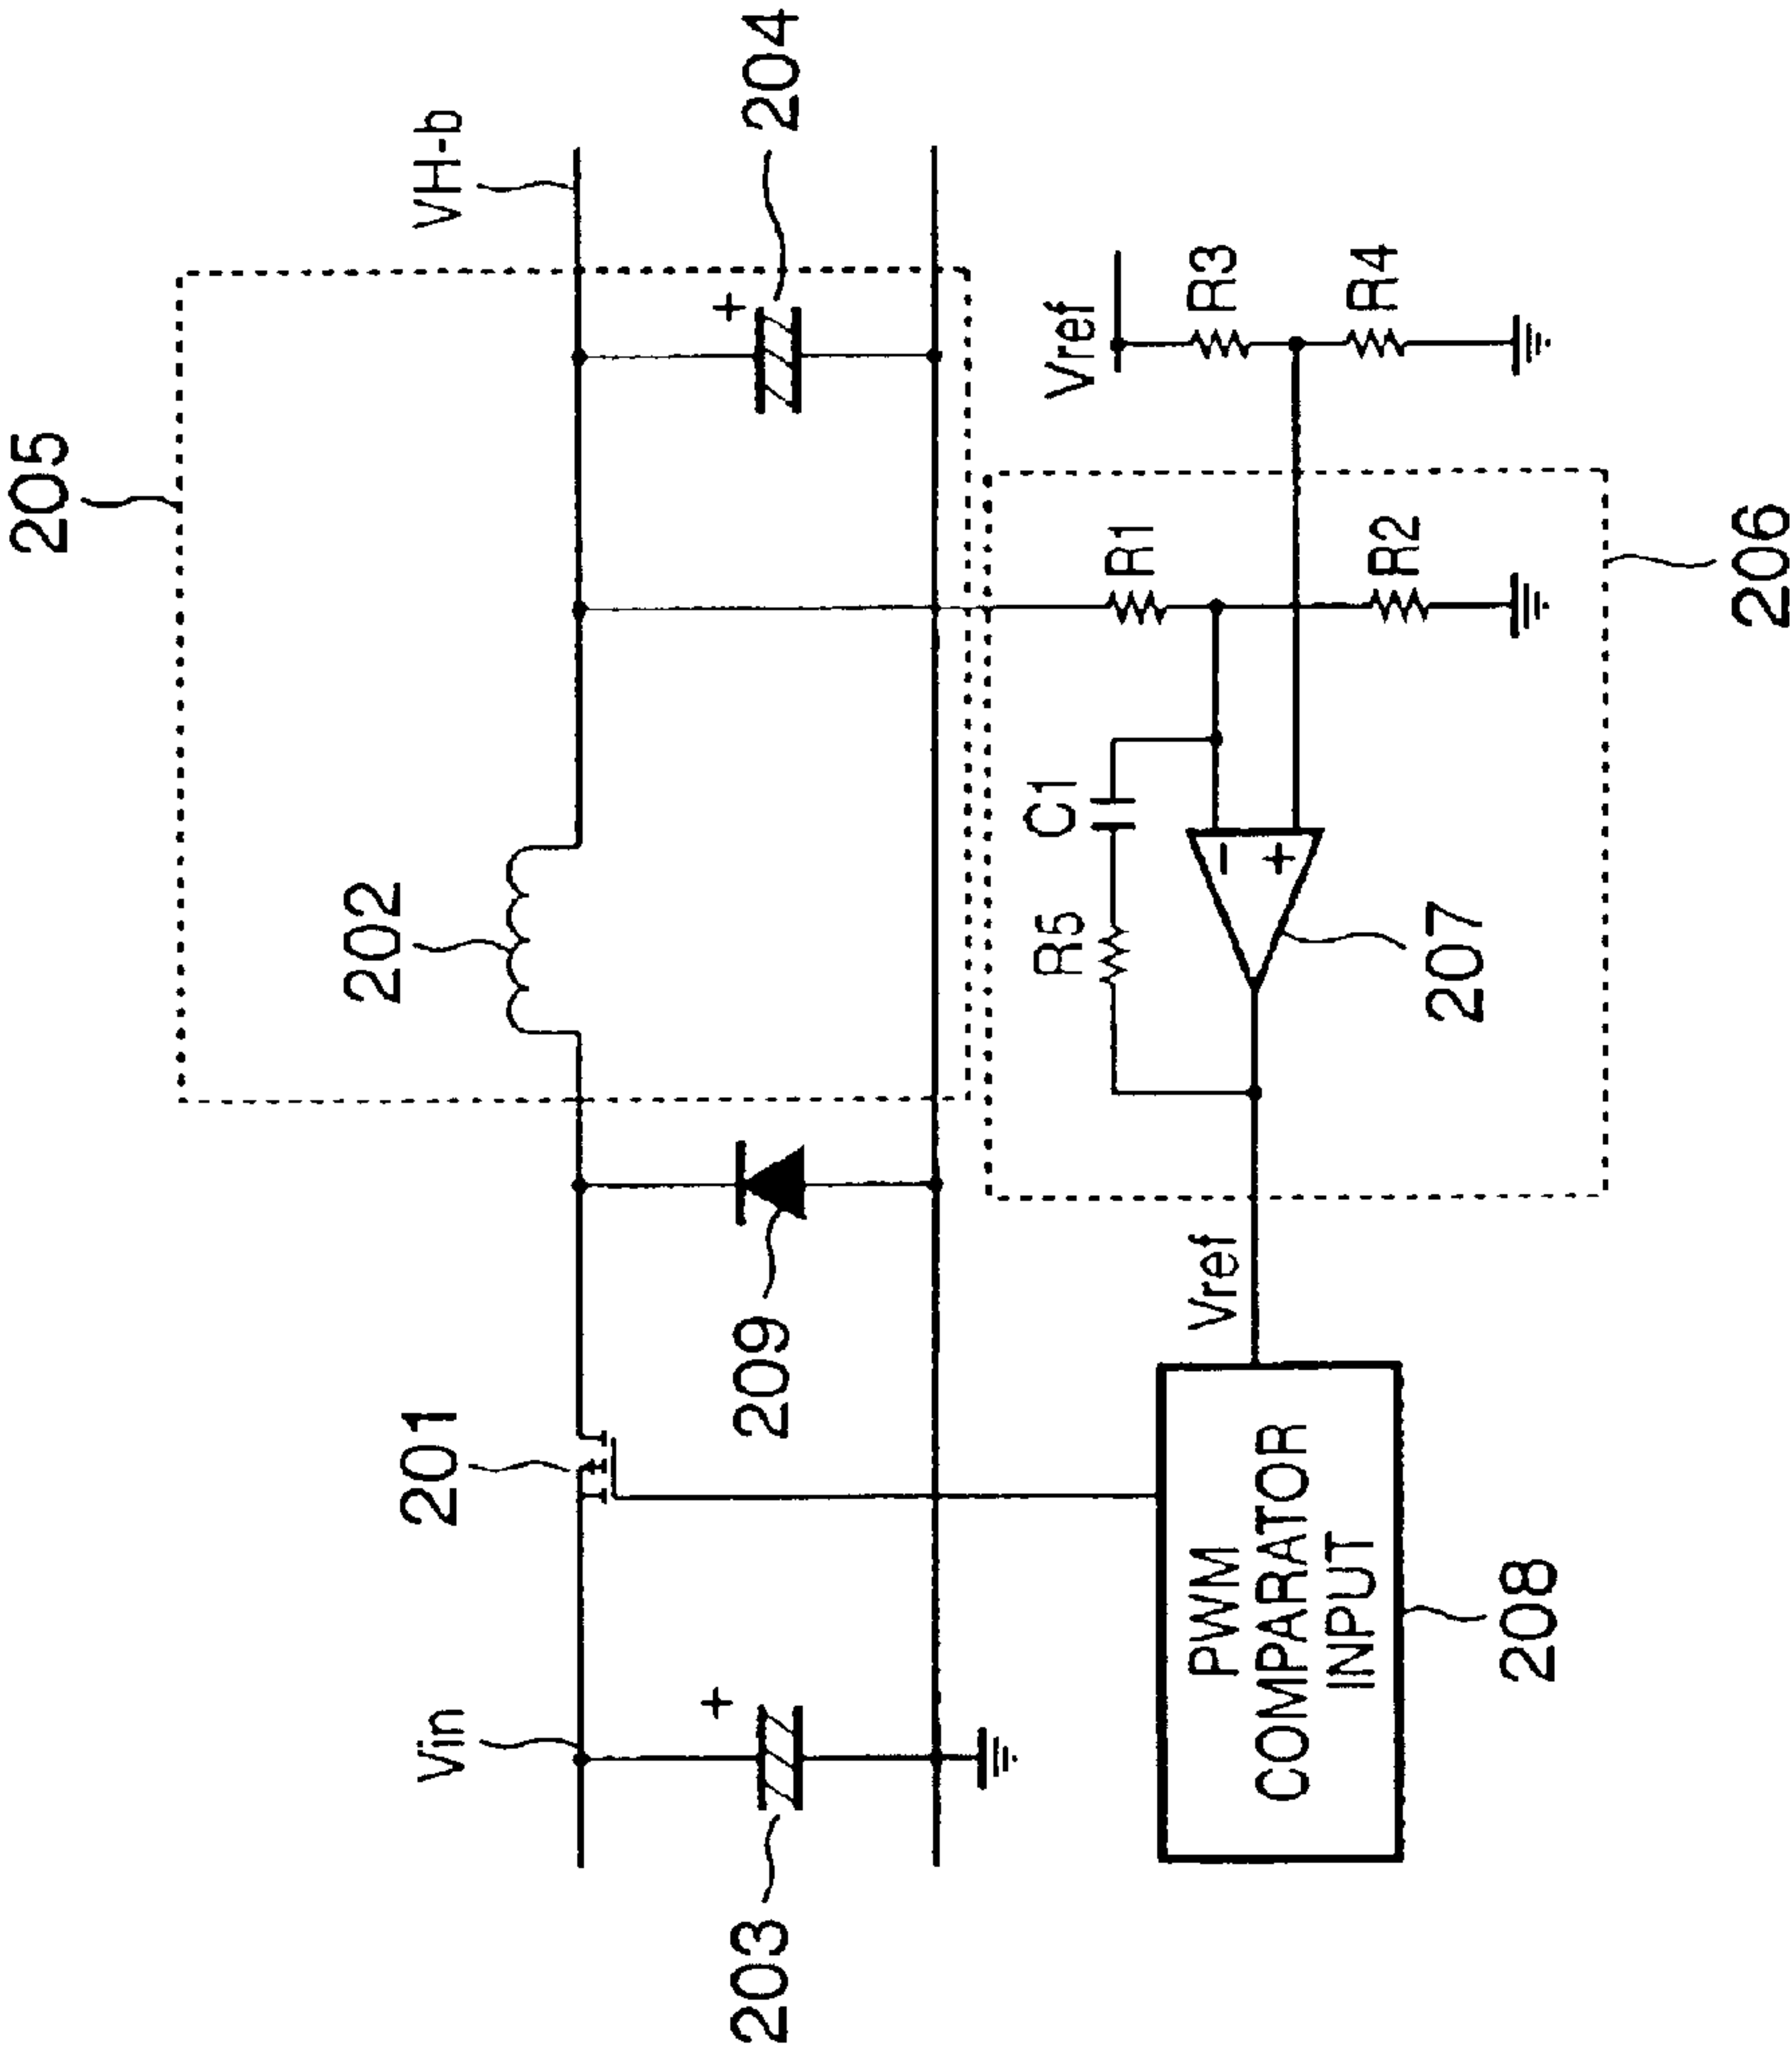 205
202
VH-b
204
201
Vin
209
203
C1
R5
R1
R2
Vref
R3
R4
207
Vref
PWM
COMPARATOR
INPUT
208
206
+
+
−
+